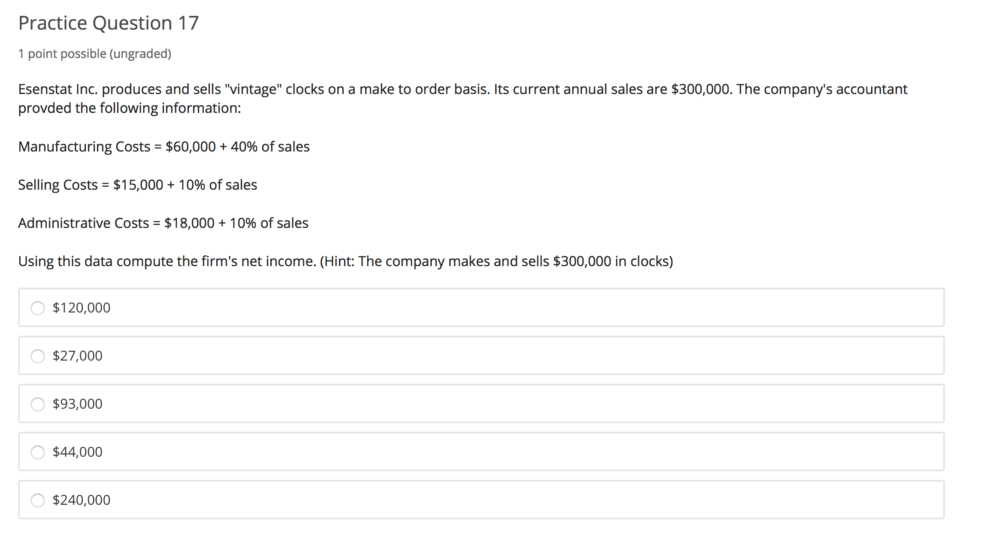 Practice Question 17
1 point possible (ungraded)
Esenstat Inc. produces and sells "vintage" clocks on a make to order basis. Its current annual sales are $300,000. The company's accountant
provded the following information:
Manufacturing Costs = $60,000 + 40% of sales
Selling Costs = $15,000 + 10% of sales
Administrative Costs = $18,000 + 10% of sales
Using this data compute the firm's net income. (Hint: The company makes and sells $300,000 in clocks)
$120,000
$27,000
$93,000
$44,000
$240,000